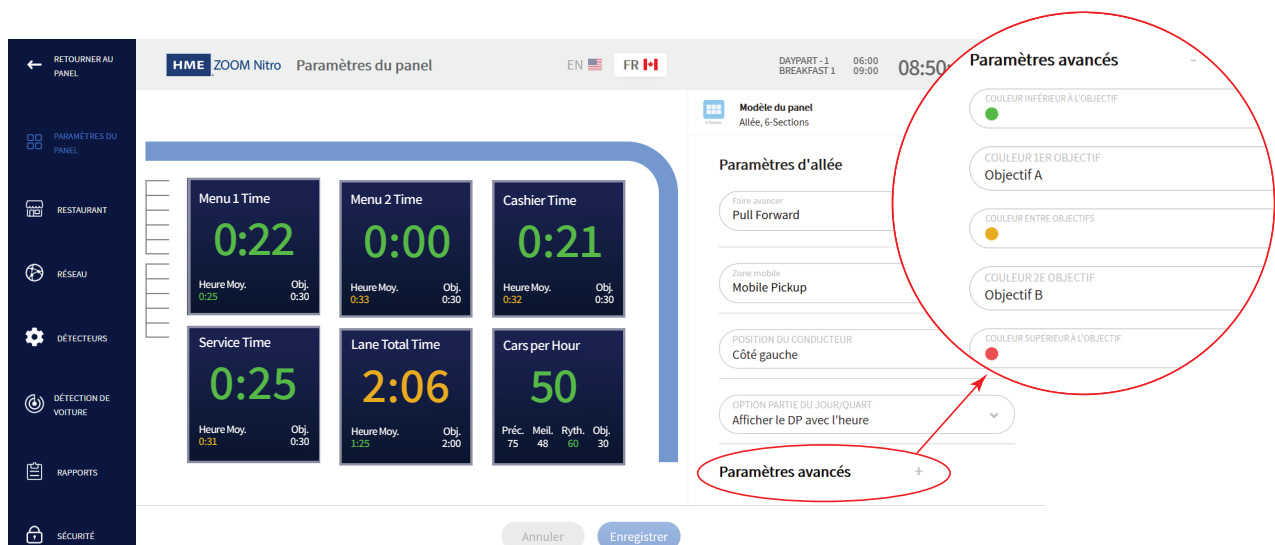 RETOURNER AU
PANEL
PARAMÈTRES DU
PANEL
RESTAURANT
RÉSEAU
DÉTECTEURS
DÉTECTION DE
VOITURE
RAPPORTS
SÉCURITÉ
HME ZOOM Nitro Paramètres du panel
EN FR
DAYPART - 1 06:00
BREAKFAST 1 09:00
08:50
Menu 1 Time
0:22
Heure Moy. Obj.
0:25 0:30
Menu 2 Time
0:00
Heure Moy. Obj.
0:33 0:30
Cashier Time
0:21
Heure Moy. Obj.
0:32 0:30
Service Time
0:25
Heure Moy. Obj.
0:31 0:30
Lane Total Time
2:06
Heure Moy. Obj.
1:25 2:00
Cars per Hour
50
Préc. Meil. Ryth. Obj.
75 48 60 30
Modèle du panel
Allée, 6-Sections
Paramètres d'allée
Faire avancer
Pull Forward
Zone mobile
Mobile Pickup
POSITION DU CONDUCTEUR
Côté gauche
OPTION PARTIE DU JOUR/QUART
Afficher le DP avec l'heure
Paramètres avancés +
Annuler
Enregistrer
Paramètres avancés -
COULEUR INFÉRIEUR À L'OBJECTIF
COULEUR 1ER OBJECTIF
Objectif A
COULEUR ENTRE OBJECTIFS
COULEUR 2E OBJECTIF
Objectif B
COULEUR SUPÉRIEUR À L'OBJECTIF